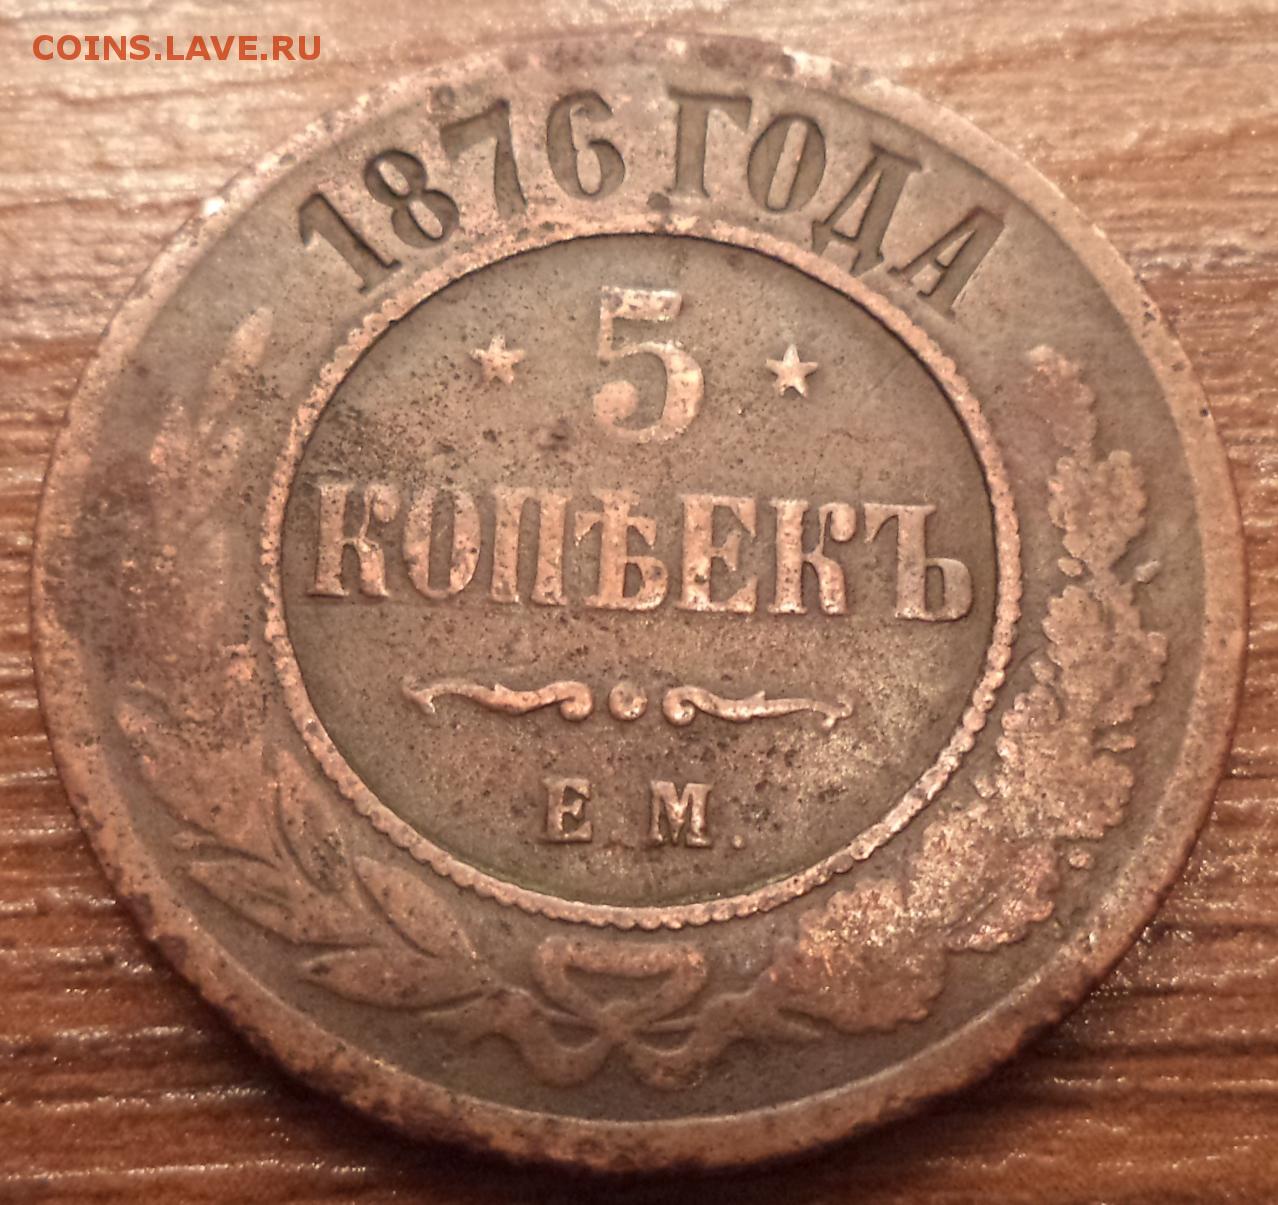 COINS.LAVE.RU
1876 ГОДА
5
КОПѢЕКЪ
Е.М.